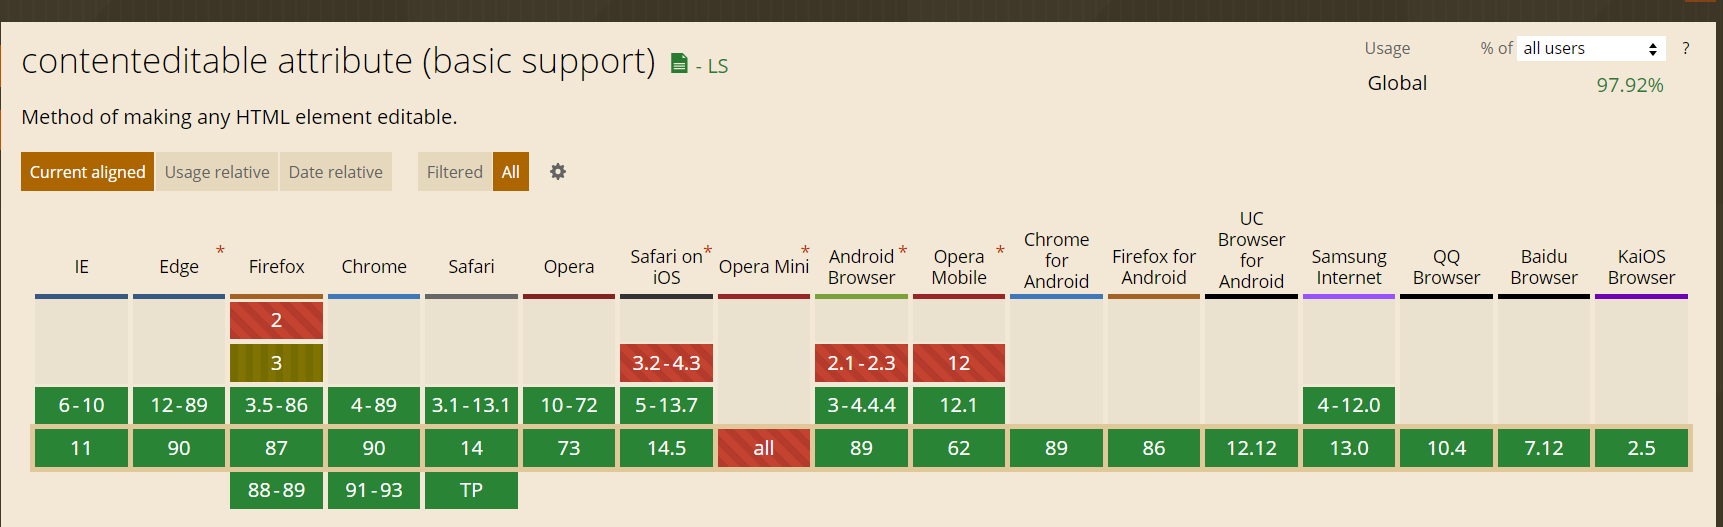 contenteditable attribute (basic support) - LS
Usage % of all users ?
Global 97.92%
Method of making any HTML element editable.
Current aligned Usage relative Date relative Filtered All
IE Edge * Firefox Chrome Safari Opera Safari on iOS * Opera Mini * Android Browser * Opera Mobile * Chrome for Android Firefox for Android UC Browser for Android Samsung Internet QQ Browser Baidu Browser KaiOS Browser
2
3 3.2-4.3 2.1-2.3 12
6-10 12-89 3.5-86 4-89 3.1-13.1 10-72 5-13.7 3-4.4.4 12.1 4-12.0
11 90 87 90 14 73 14.5 all 89 62 89 86 12.12 13.0 10.4 7.12 2.5
88-89 91-93 TP